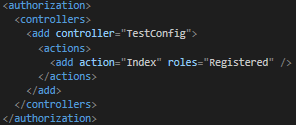 <authorization>
<controllers>
<add controller="TestConfig">
<actions>
<add action="Index" roles="Registered" />
</actions>
</add>
</controllers>
</authorization>